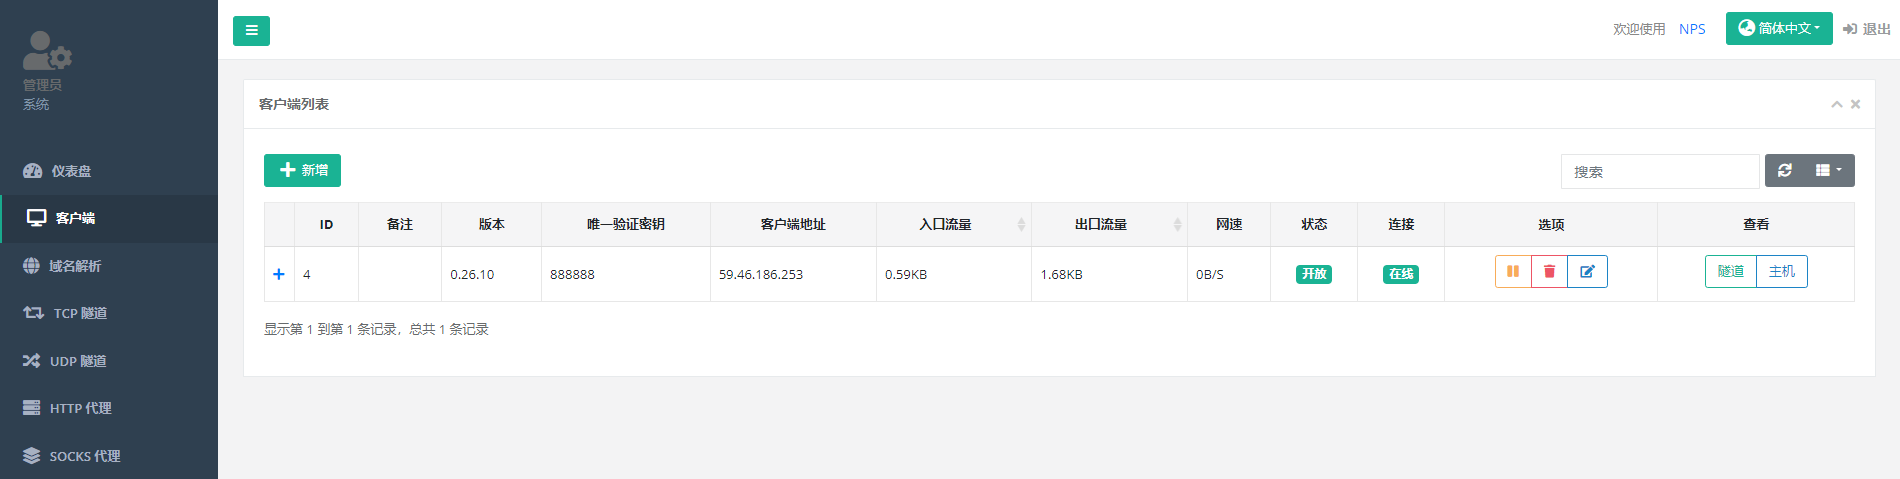 欢迎使用 NPS 简体中文 退出
管理员
系统
仪表盘
客户端
域名解析
TCP 隧道
UDP 隧道
HTTP 代理
SOCKS 代理
客户端列表
新增
搜索
ID 备注 版本 唯一验证密钥 客户端地址 入口流量 出口流量 网速 状态 连接 选项 查看
4 0.26.10 888888 59.46.186.253 0.59KB 1.68KB 0B/S 开放 在线 隧道 主机
显示第 1 到第 1 条记录，总共 1 条记录